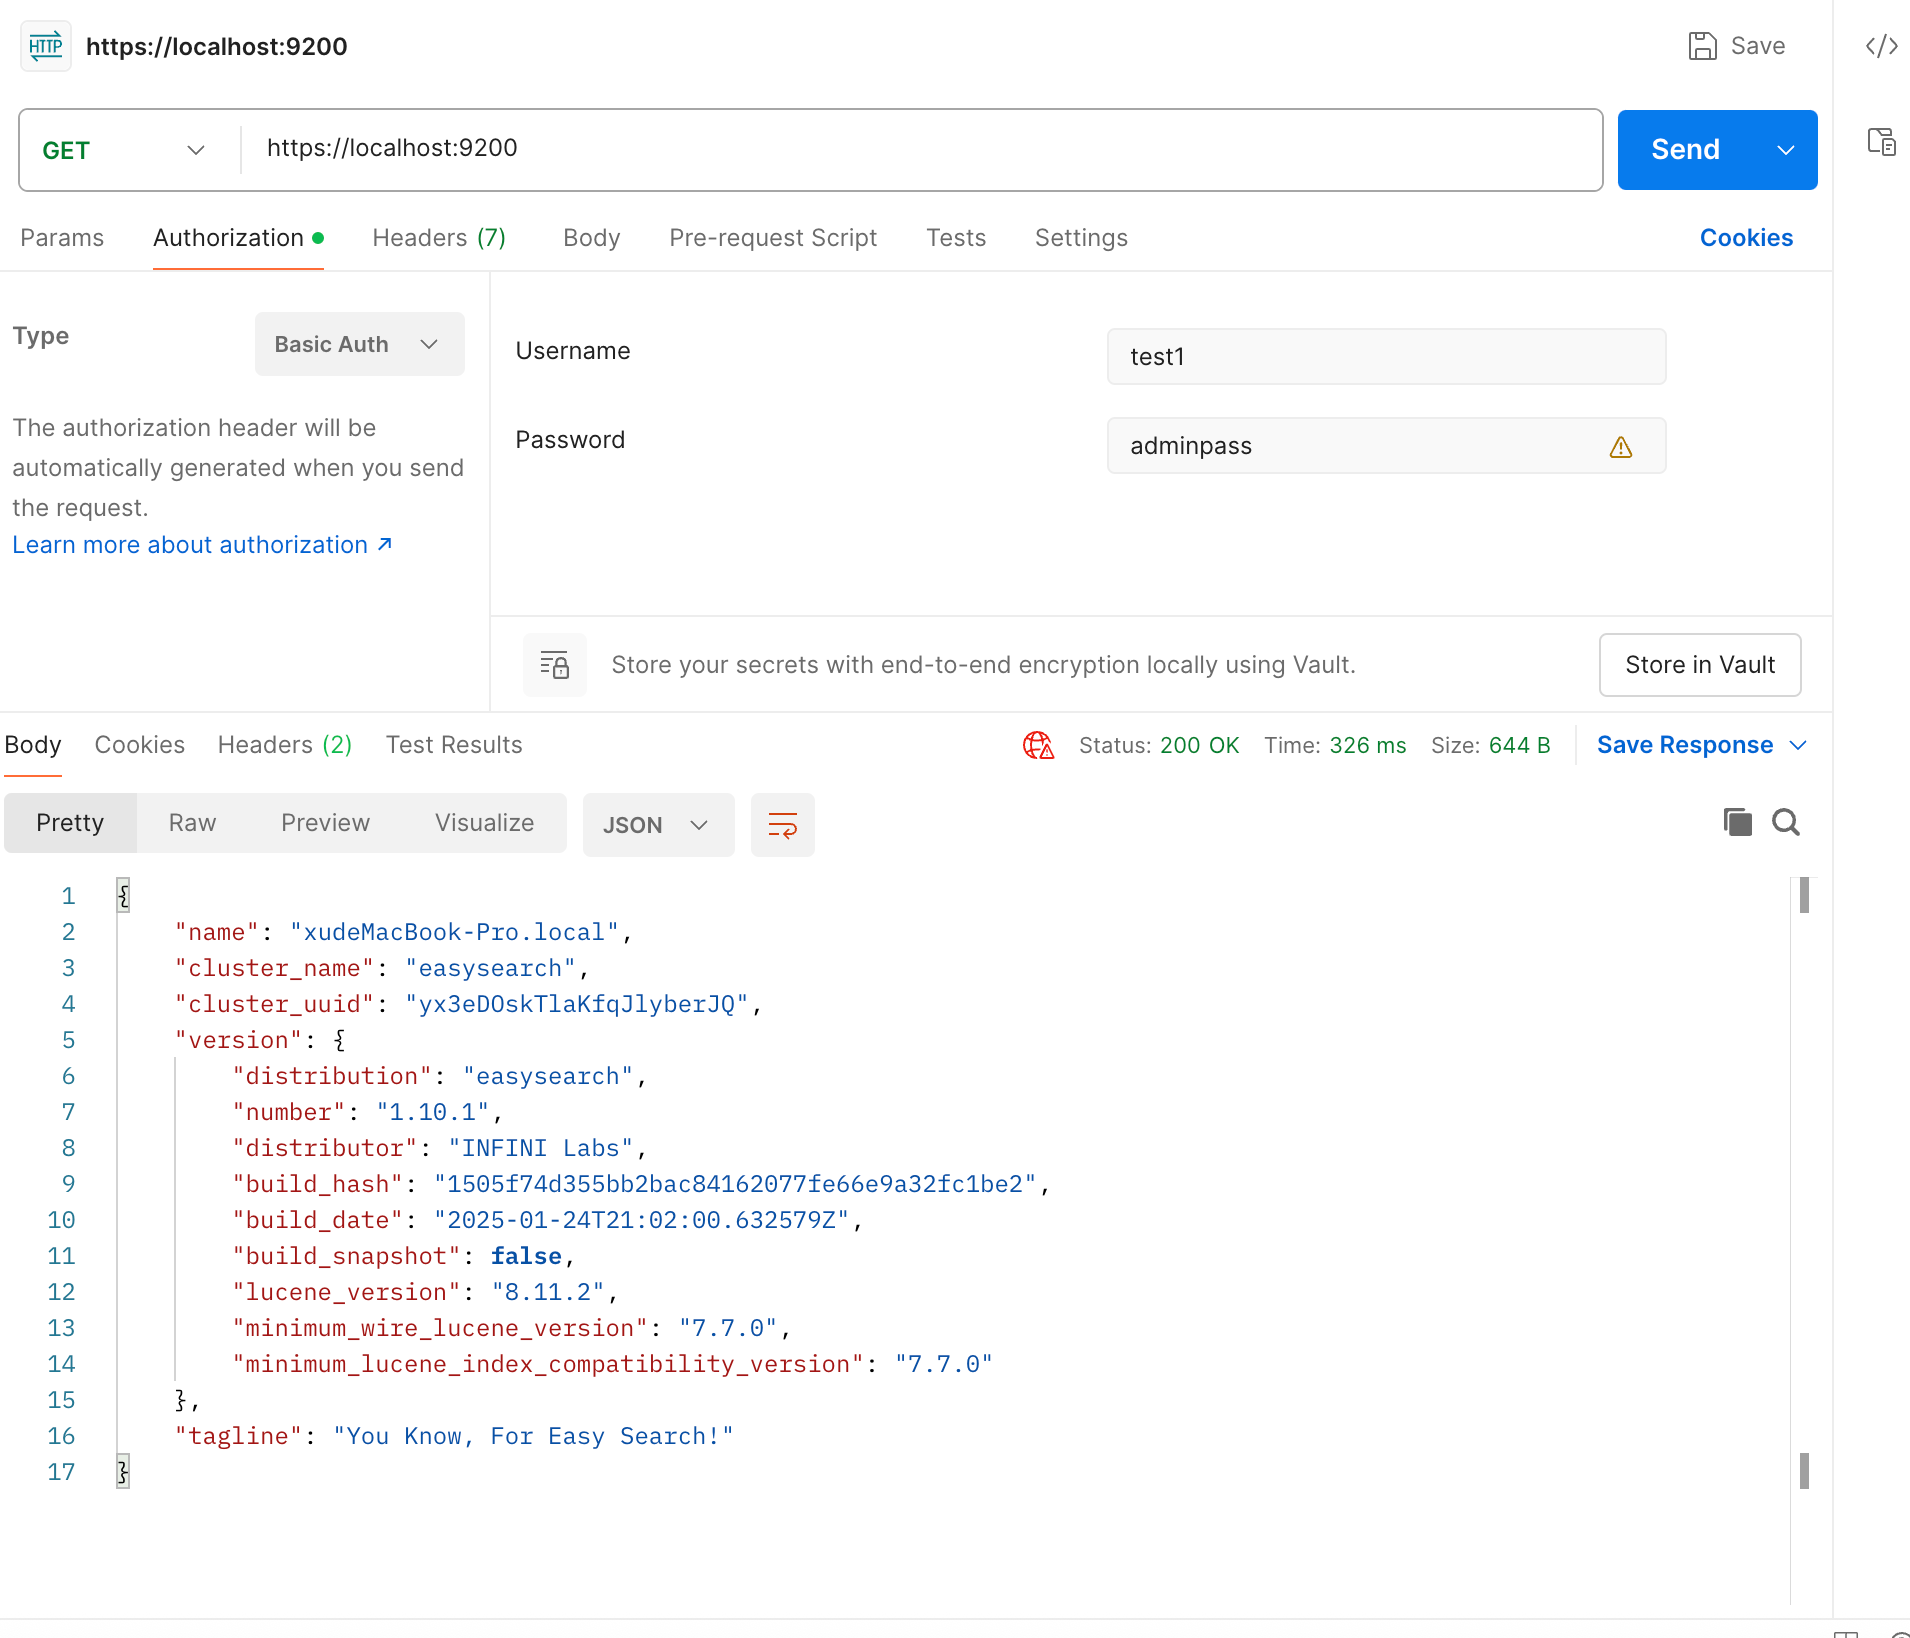 HTTP https://localhost:9200 Save
GET https://localhost:9200 Send
Params Authorization Headers (7) Body Pre-request Script Tests Settings Cookies
Type Basic Auth
The authorization header will be
automatically generated when you send
the request.
Learn more about authorization ↗
Username test1
Password adminpass
Store your secrets with end-to-end encryption locally using Vault. Store in Vault
Body Cookies Headers (2) Test Results Status: 200 OK Time: 326 ms Size: 644 B Save Response
Pretty Raw Preview Visualize JSON
1 {
2 "name": "xudeMacBook-Pro.local",
3 "cluster_name": "easysearch",
4 "cluster_uuid": "yx3eDOskTlaKfqJlyberJQ",
5 "version": {
6 "distribution": "easysearch",
7 "number": "1.10.1",
8 "distributor": "INFINI Labs",
9 "build_hash": "1505f74d355bb2bac84162077fe66e9a32fc1be2",
10 "build_date": "2025-01-24T21:02:00.632579Z",
11 "build_snapshot": false,
12 "lucene_version": "8.11.2",
13 "minimum_wire_lucene_version": "7.7.0",
14 "minimum_lucene_index_compatibility_version": "7.7.0"
15 },
16 "tagline": "You Know, For Easy Search!"
17 }